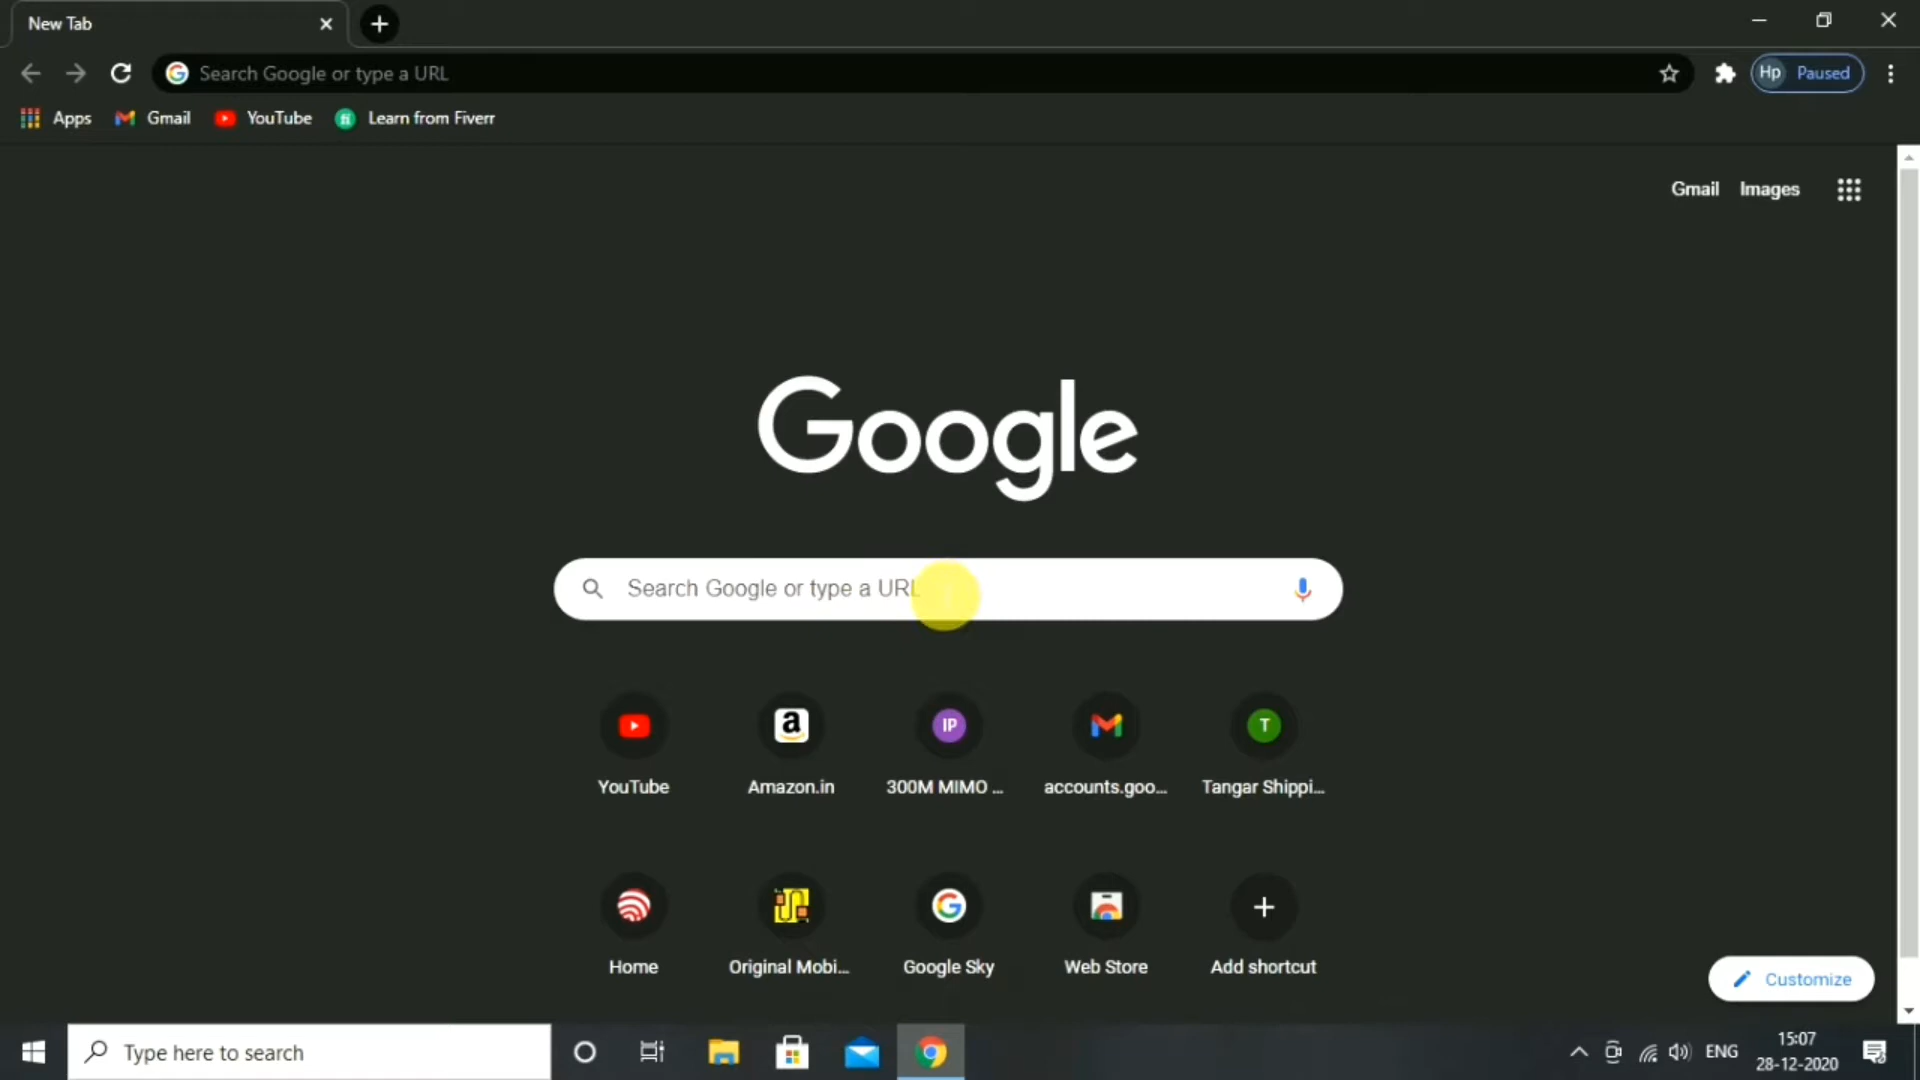 New Tab
Search Google or type a URL
Hp Paused
Apps Gmail YouTube fi Learn from Fiverr
Gmail Images
Google
Search Google or type a URL
a IP T
YouTube Amazon.in 300M MIMO ... accounts.goo... Tangar Shippi...
Home Original Mobi... Google Sky Web Store Add shortcut
Customize
Type here to search
ENG
15:07
28-12-2020